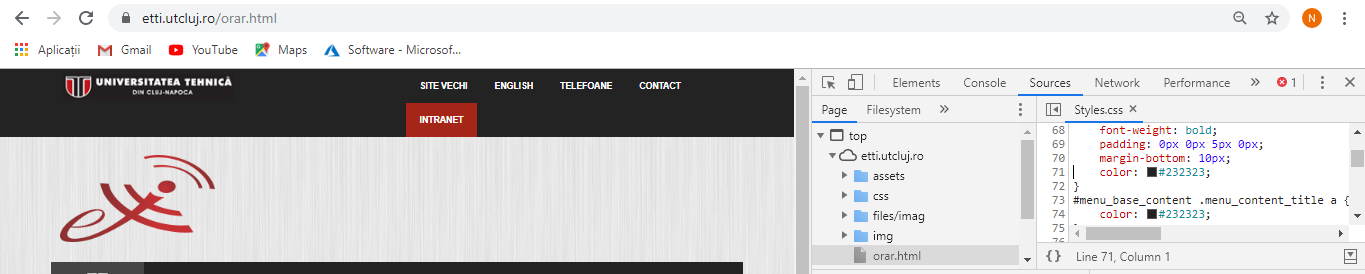 etti.utcluj.ro/orar.html
N
Aplicații Gmail YouTube Maps Software - Microsof...
UNIVERSITATEA TEHNICĂ
DIN CLUJ-NAPOCA
SITE VECHI ENGLISH TELEFOANE CONTACT
INTRANET
Elements Console Sources Network Performance » 1
Page Filesystem »
top
etti.utcluj.ro
assets
css
files/imag
img
orar.html
Styles.css ×
68 font-weight: bold;
69 padding: 0px 0px 5px 0px;
70 margin-bottom: 10px;
71 color: #232323;
72 }
73 #menu_base_content .menu_content_title a {
74 color: #232323;
75 }
76
{} Line 71, Column 1